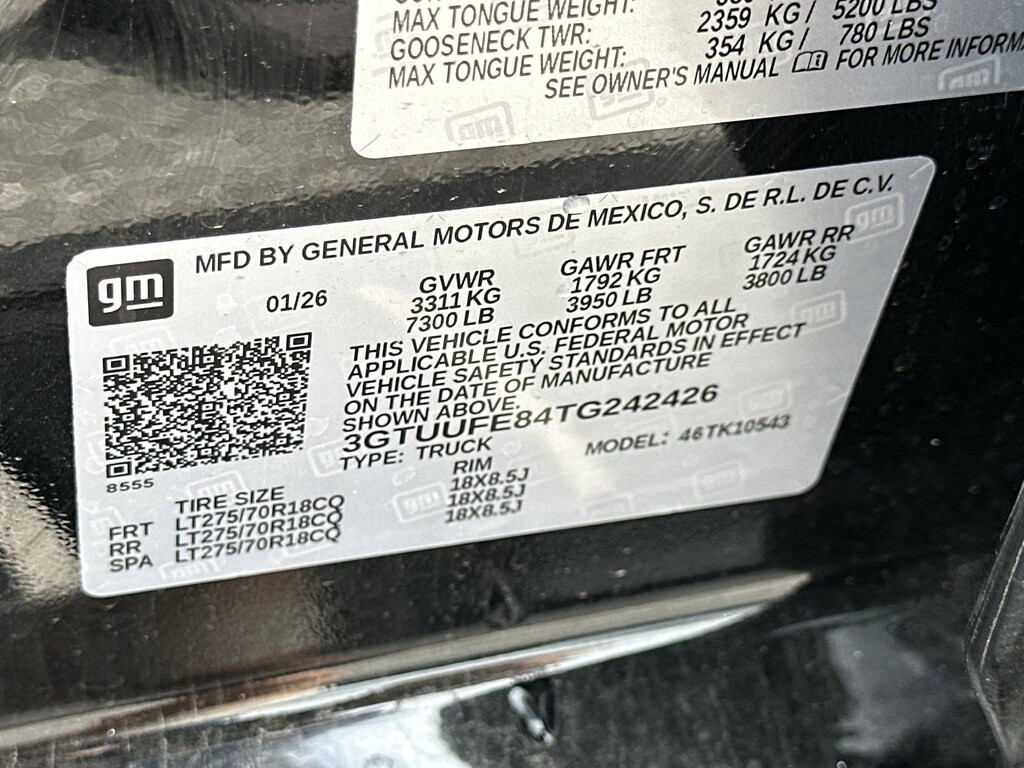 MAX TONGUE WEIGHT:
GOOSENECK TWR: 2359 KG / 5200 LBS
MAX TONGUE WEIGHT: 354 KG / 780 LBS
SEE OWNER'S MANUAL FOR MORE INFORM
gm
MFD BY GENERAL MOTORS DE MEXICO, S. DE R.L. DE C.V.
01/26
GVWR GAWR FRT GAWR RR
3311 KG 1792 KG 1724 KG
7300 LB 3950 LB 3800 LB
THIS VEHICLE CONFORMS TO ALL
APPLICABLE U.S. FEDERAL MOTOR
VEHICLE SAFETY STANDARDS IN EFFECT
ON THE DATE OF MANUFACTURE
SHOWN ABOVE.
3GTUUFE84TG242426
TYPE: TRUCK MODEL: 46TK10543
8555
TIRE SIZE RIM
FRT LT275/70R18CQ 18X8.5J
RR LT275/70R18CQ 18X8.5J
SPA LT275/70R18CQ 18X8.5J